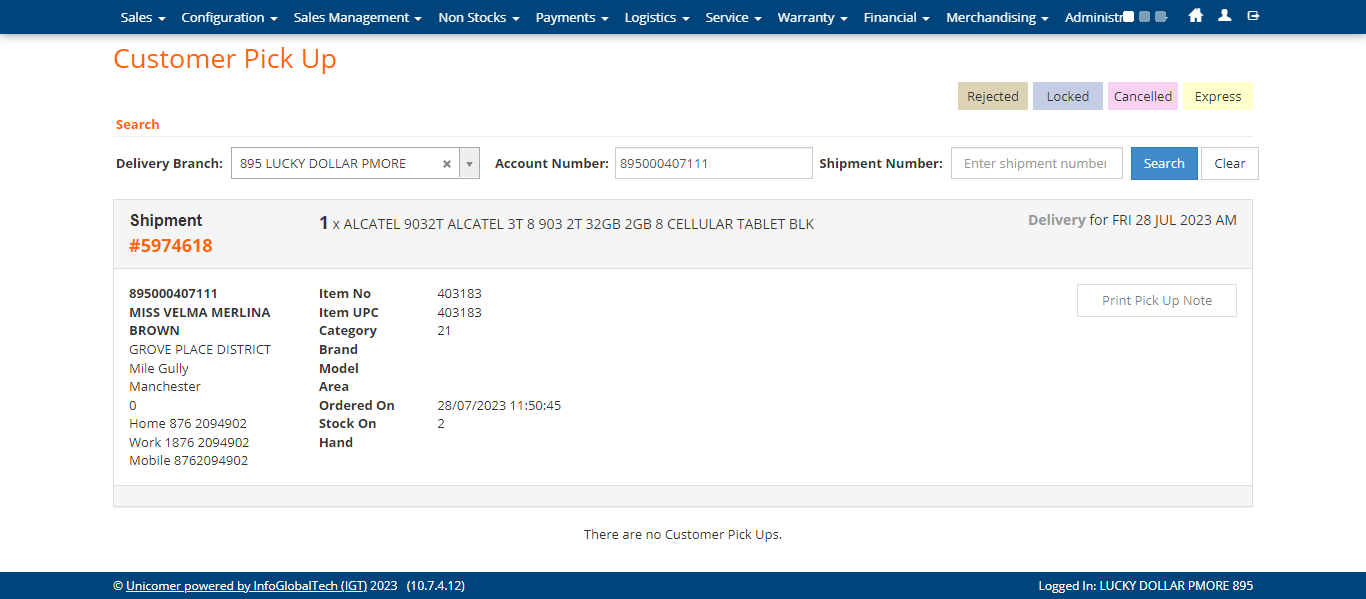 Sales Configuration Sales Management Non Stocks Payments Logistics Service Warranty Financial Merchandising Administr
Customer Pick Up
Rejected Locked Cancelled Express
Search
Delivery Branch: 895 LUCKY DOLLAR PMORE Account Number: 895000407111 Shipment Number: Enter shipment number Search Clear
Shipment
#5974618
1 x ALCATEL 9032T ALCATEL 3T 8 903 2T 32GB 2GB 8 CELLULAR TABLET BLK
Delivery for FRI 28 JUL 2023 AM
895000407111
MISS VELMA MERLINA
BROWN
GROVE PLACE DISTRICT
Mile Gully
Manchester
0
Home 876 2094902
Work 1876 2094902
Mobile 8762094902
Item No 403183
Item UPC 403183
Category 21
Brand
Model
Area
Ordered On 28/07/2023 11:50:45
Stock On 2
Hand
Print Pick Up Note
There are no Customer Pick Ups.
© Unicomer powered by InfoGlobalTech (IGT) 2023 (10.7.4.12) Logged In: LUCKY DOLLAR PMORE 895